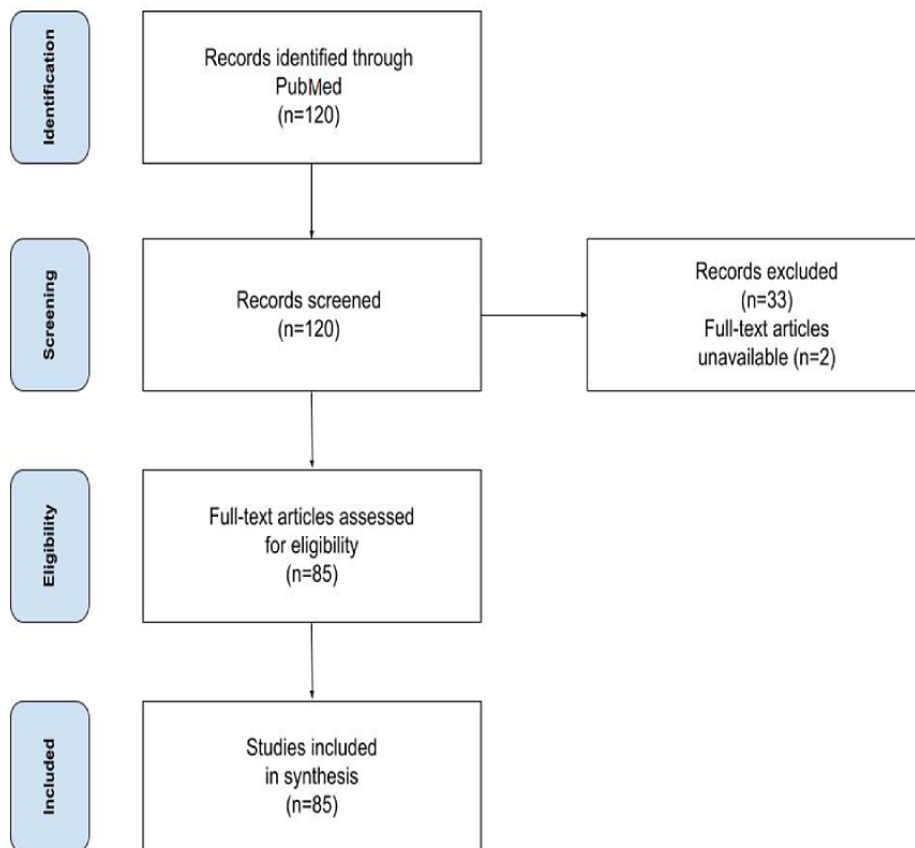 Identification
Records identified through
PubMed
(n=120)
Screening
Records screened
(n=120)
Records excluded
(n=33)
Full-text articles
unavailable (n=2)
Eligibility
Full-text articles assessed
for eligibility
(n=85)
Included
Studies included
in synthesis
(n=85)